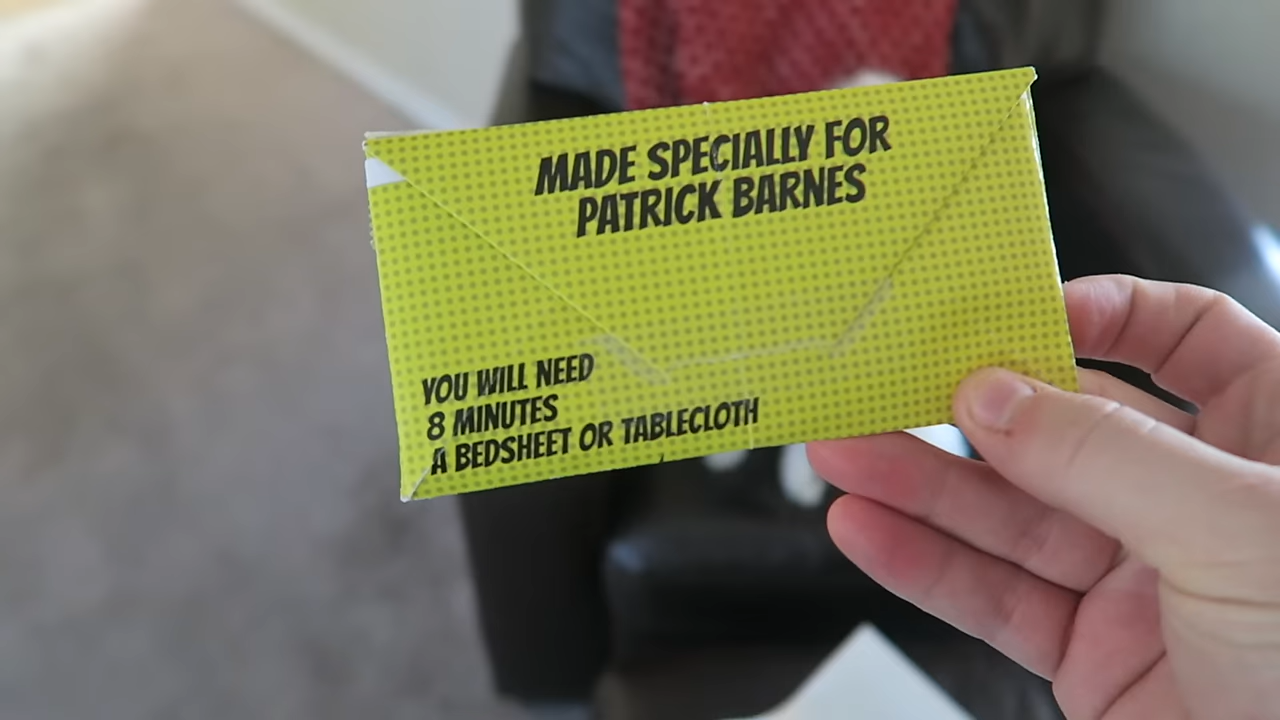 MADE SPECIALLY FOR
PATRICK BARNES
YOU WILL NEED
8 MINUTES
A BEDSHEET OR TABLECLOTH